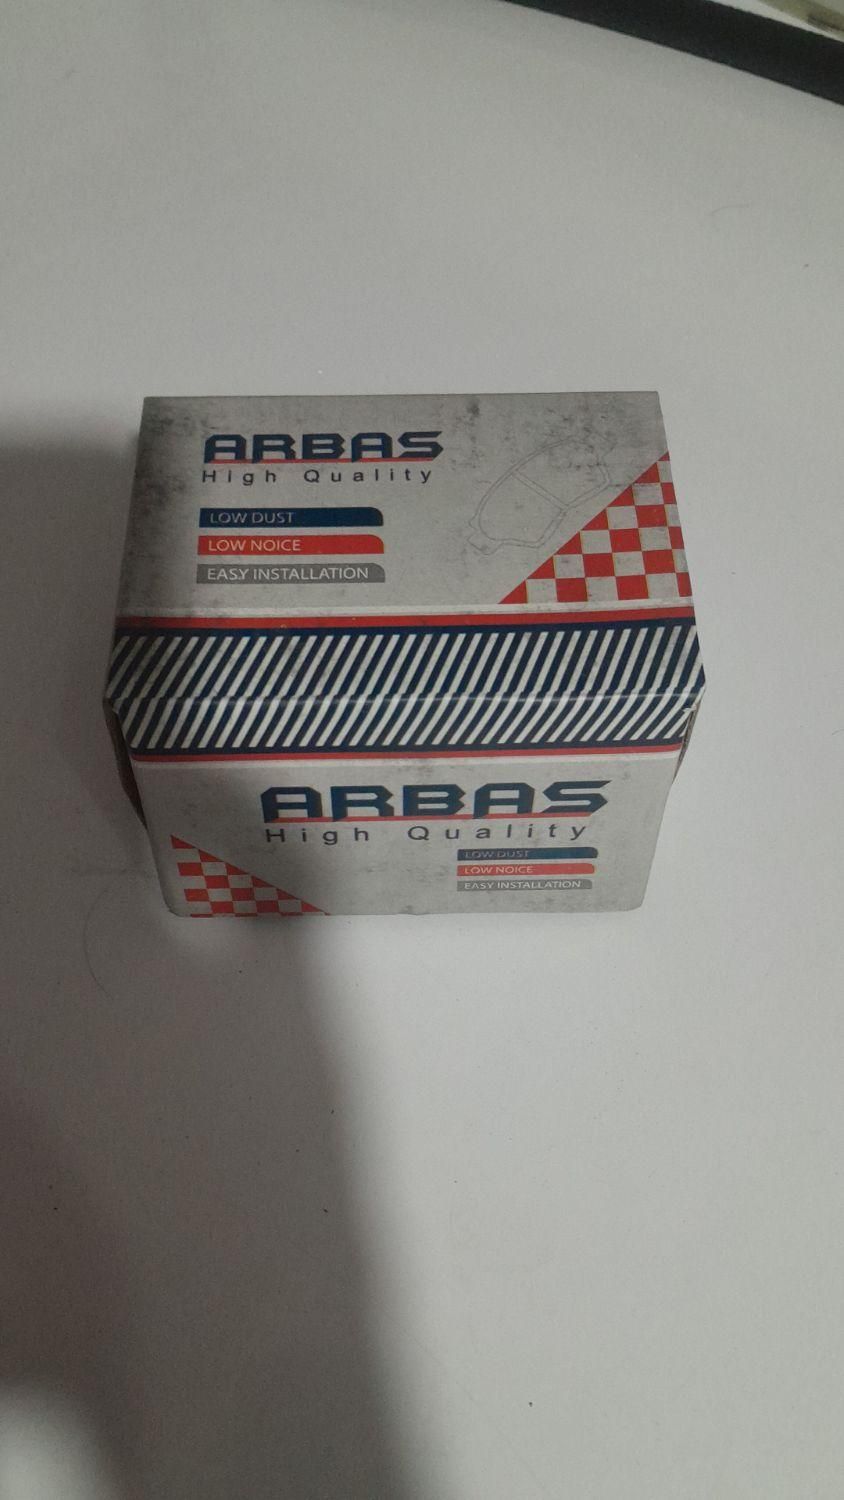 ARBAS
High Quality
LOW DUST
LOW NOICE
EASY INSTALLATION
ARBAS
High Quality
LOW DUST
LOW NOICE
EASY INSTALLATION